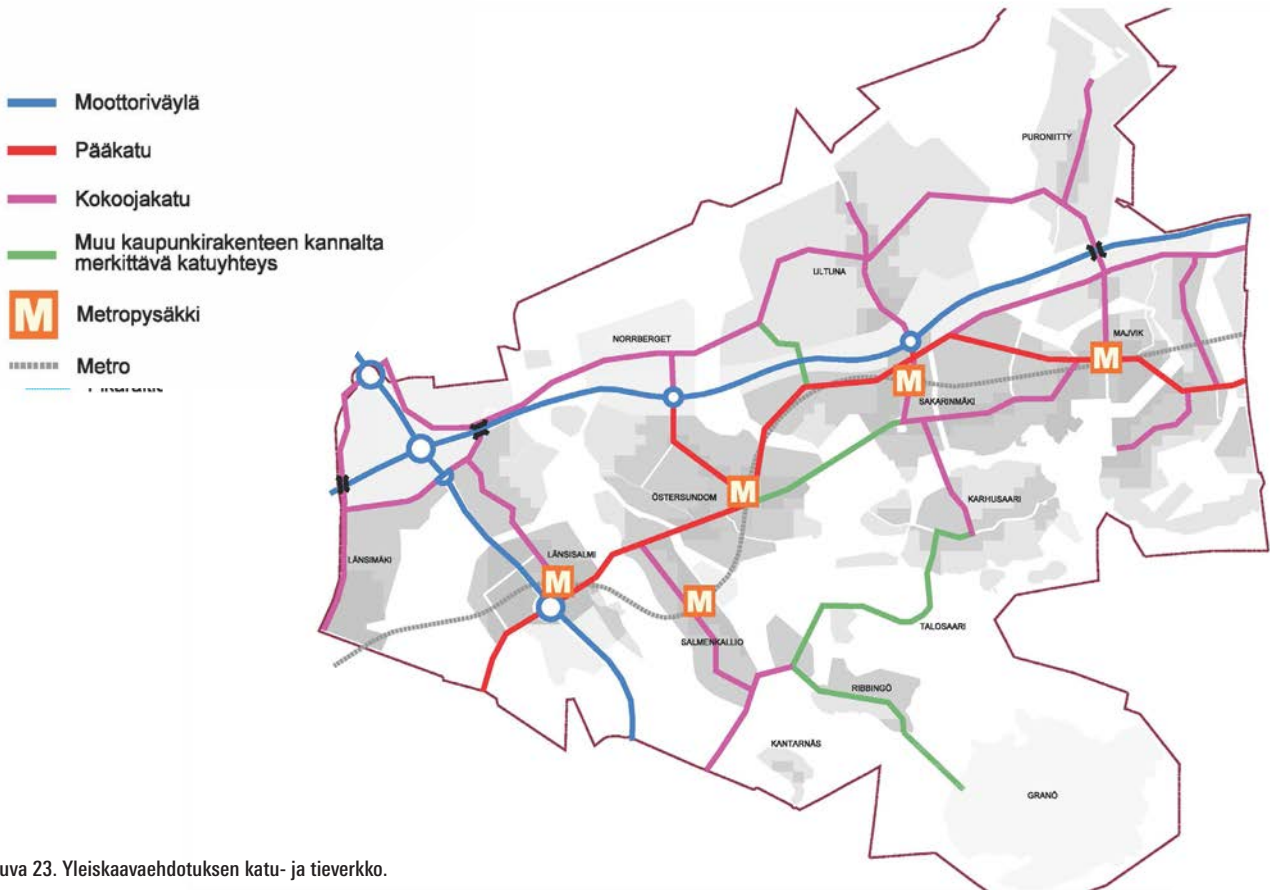 Moottoriväylä
Pääkatu
Kokoojakatu
Muu kaupunkirakenteen kannalta
merkittävä katuyhteys
M Metropysäkki
Metro
PURONIITTY
ULTUNA
NORRBERGET
MAJVIK
M
M
SAKARINMÄKI
ÖSTERSUNDOM
M
KARHUSAARI
LÄNSIMÄKI
LÄNSISALMI
M
M
TALOSAARI
SALMENKALLIO
RIBBINGÖ
KANTARNÄS
GRANÖ
uva 23. Yleiskaavaehdotuksen katu- ja tieverkko.